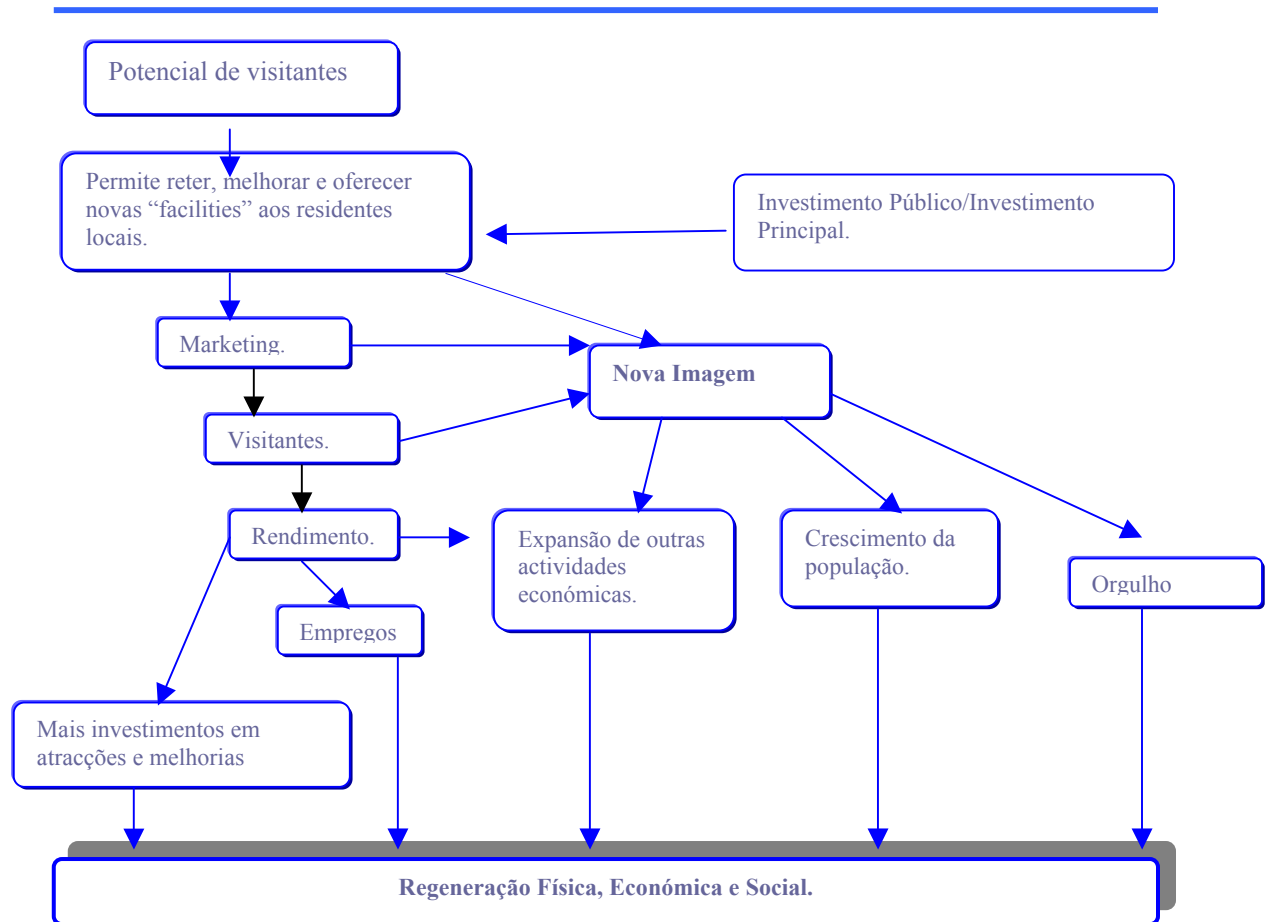 Potencial de visitantes
Permite reter, melhorar e oferecer
novas “facilities” aos residentes
locais.
Investimento Público/Investimento
Principal.
Marketing.
Nova Imagem
Visitantes.
Rendimento.
Expansão de outras
actividades
económicas.
Crescimento da
população.
Orgulho
Empregos
Mais investimentos em
atracções e melhorias
Regeneração Física, Económica e Social.